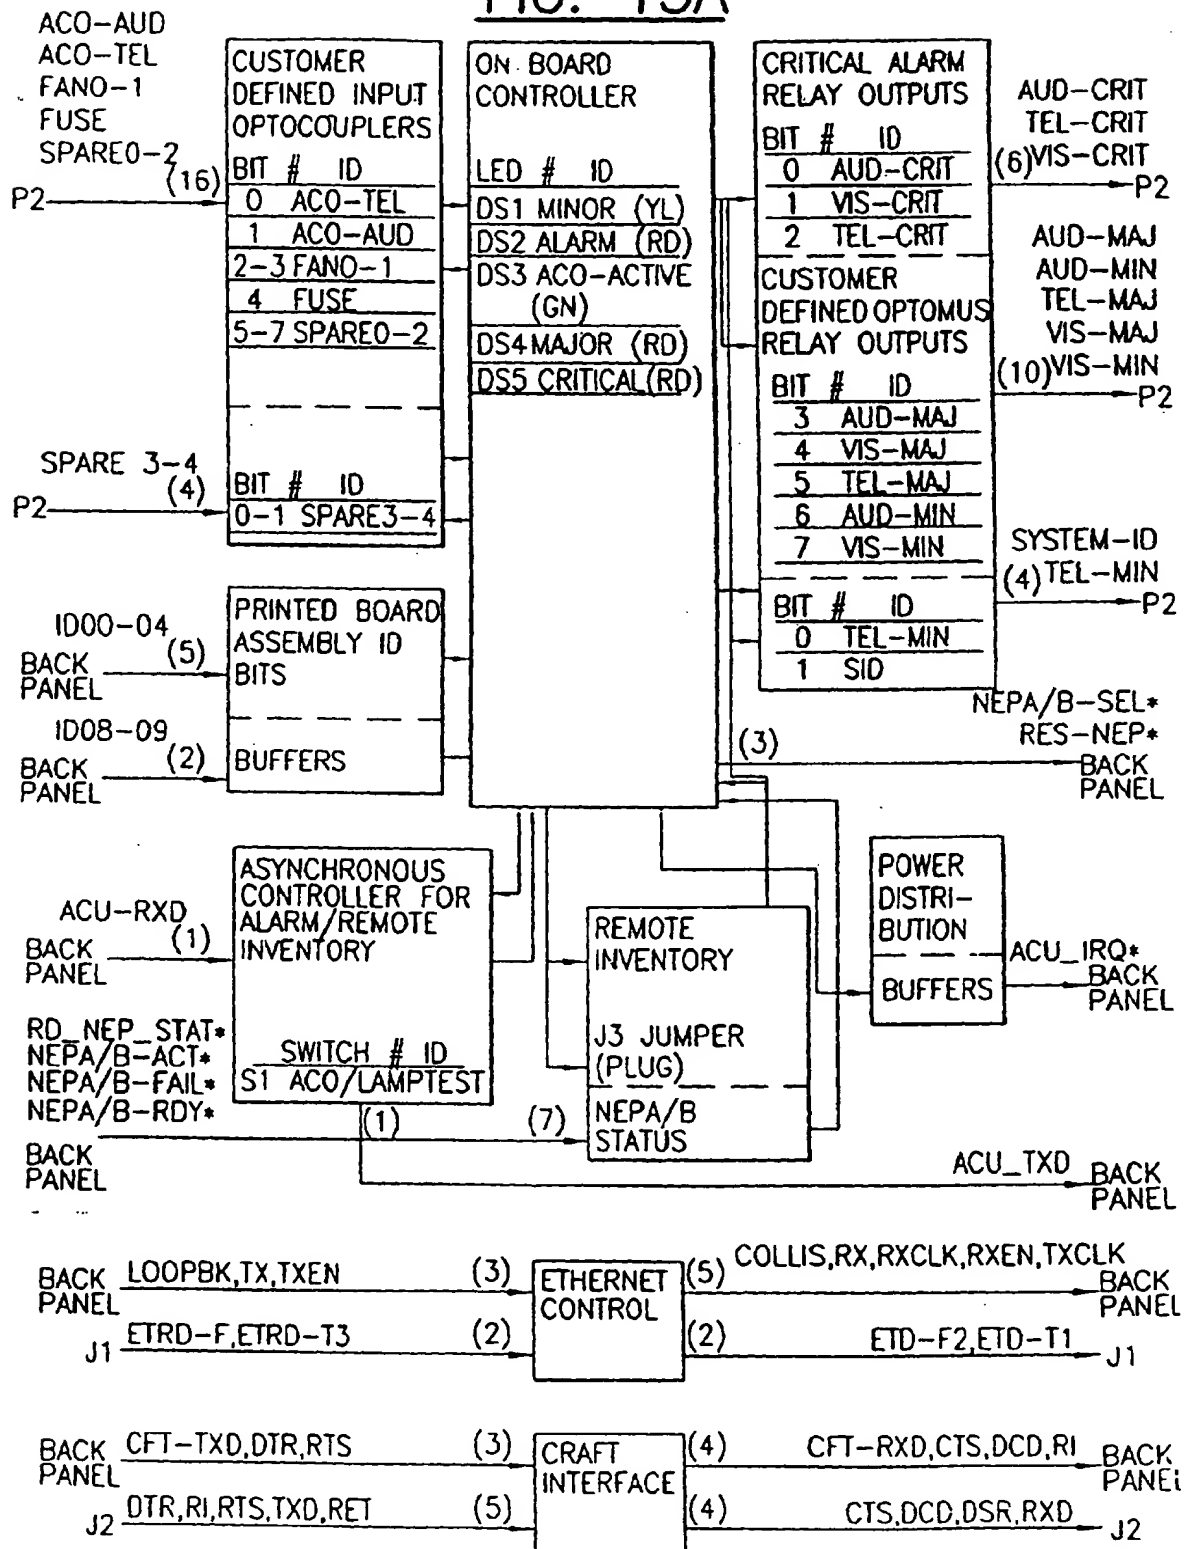 FIG. 15A
ACO-AUD
ACO-TEL
FANO-1
FUSE
SPARE0-2
(16)
P2
CUSTOMER
DEFINED INPUT
OPTOCOUPLERS
BIT # ID
0 ACO-TEL
1 ACO-AUD
2-3 FANO-1
4 FUSE
5-7 SPARE0-2
SPARE 3-4
(4)
P2
BIT # ID
0-1 SPARE3-4
ON BOARD
CONTROLLER
LED # ID
DS1 MINOR (YL)
DS2 ALARM (RD)
DS3 ACO-ACTIVE
(GN)
DS4 MAJOR (RD)
DS5 CRITICAL(RD)
CRITICAL ALARM
RELAY OUTPUTS
BIT # ID
0 AUD-CRIT
1 VIS-CRIT
2 TEL-CRIT
CUSTOMER
DEFINED OPTOMUS
RELAY OUTPUTS
BIT # ID
3 AUD-MAJ
4 VIS-MAJ
5 TEL-MAJ
6 AUD-MIN
7 VIS-MIN
BIT # ID
0 TEL-MIN
1 SID
AUD-CRIT
TEL-CRIT
(6) VIS-CRIT
P2
AUD-MAJ
AUD-MIN
TEL-MAJ
VIS-MAJ
(10) VIS-MIN
P2
SYSTEM-ID
(4) TEL-MIN
P2
ID00-04
(5)
BACK
PANEL
ID08-09
(2)
BACK
PANEL
PRINTED BOARD
ASSEMBLY ID
BITS
BUFFERS
NEPA/B-SEL*
RES-NEP*
(3)
BACK
PANEL
ACU-RXD
(1)
BACK
PANEL
ASYNCHRONOUS
CONTROLLER FOR
ALARM/REMOTE
INVENTORY
SWITCH # ID
S1 ACO/LAMPTEST
REMOTE
INVENTORY
J3 JUMPER
(PLUG)
NEPA/B
STATUS
POWER
DISTRI-
BUTION
BUFFERS
ACU_IRQ*
BACK
PANEL
RD_NEP_STAT*
NEPA/B-ACT*
NEPA/B-FAIL*
NEPA/B-RDY*
BACK
PANEL
(1)
(7)
ACU_TXD
BACK
PANEL
BACK
PANEL
LOOPBK,TX,TXEN
(3)
J1
ETRD-F,ETRD-T3
(2)
ETHERNET
CONTROL
(5)
COLLIS,RX,RXCLK,RXEN,TXCLK
BACK
PANEL
(2)
ETD-F2,ETD-T1
J1
BACK
PANEL
CFT-TXD,DTR,RTS
(3)
J2
DTR,RI,RTS,TXD,RET
(5)
CRAFT
INTERFACE
(4)
CFT-RXD,CTS,DCD,RI
BACK
PANEL
(4)
CTS,DCD,DSR,RXD
J2